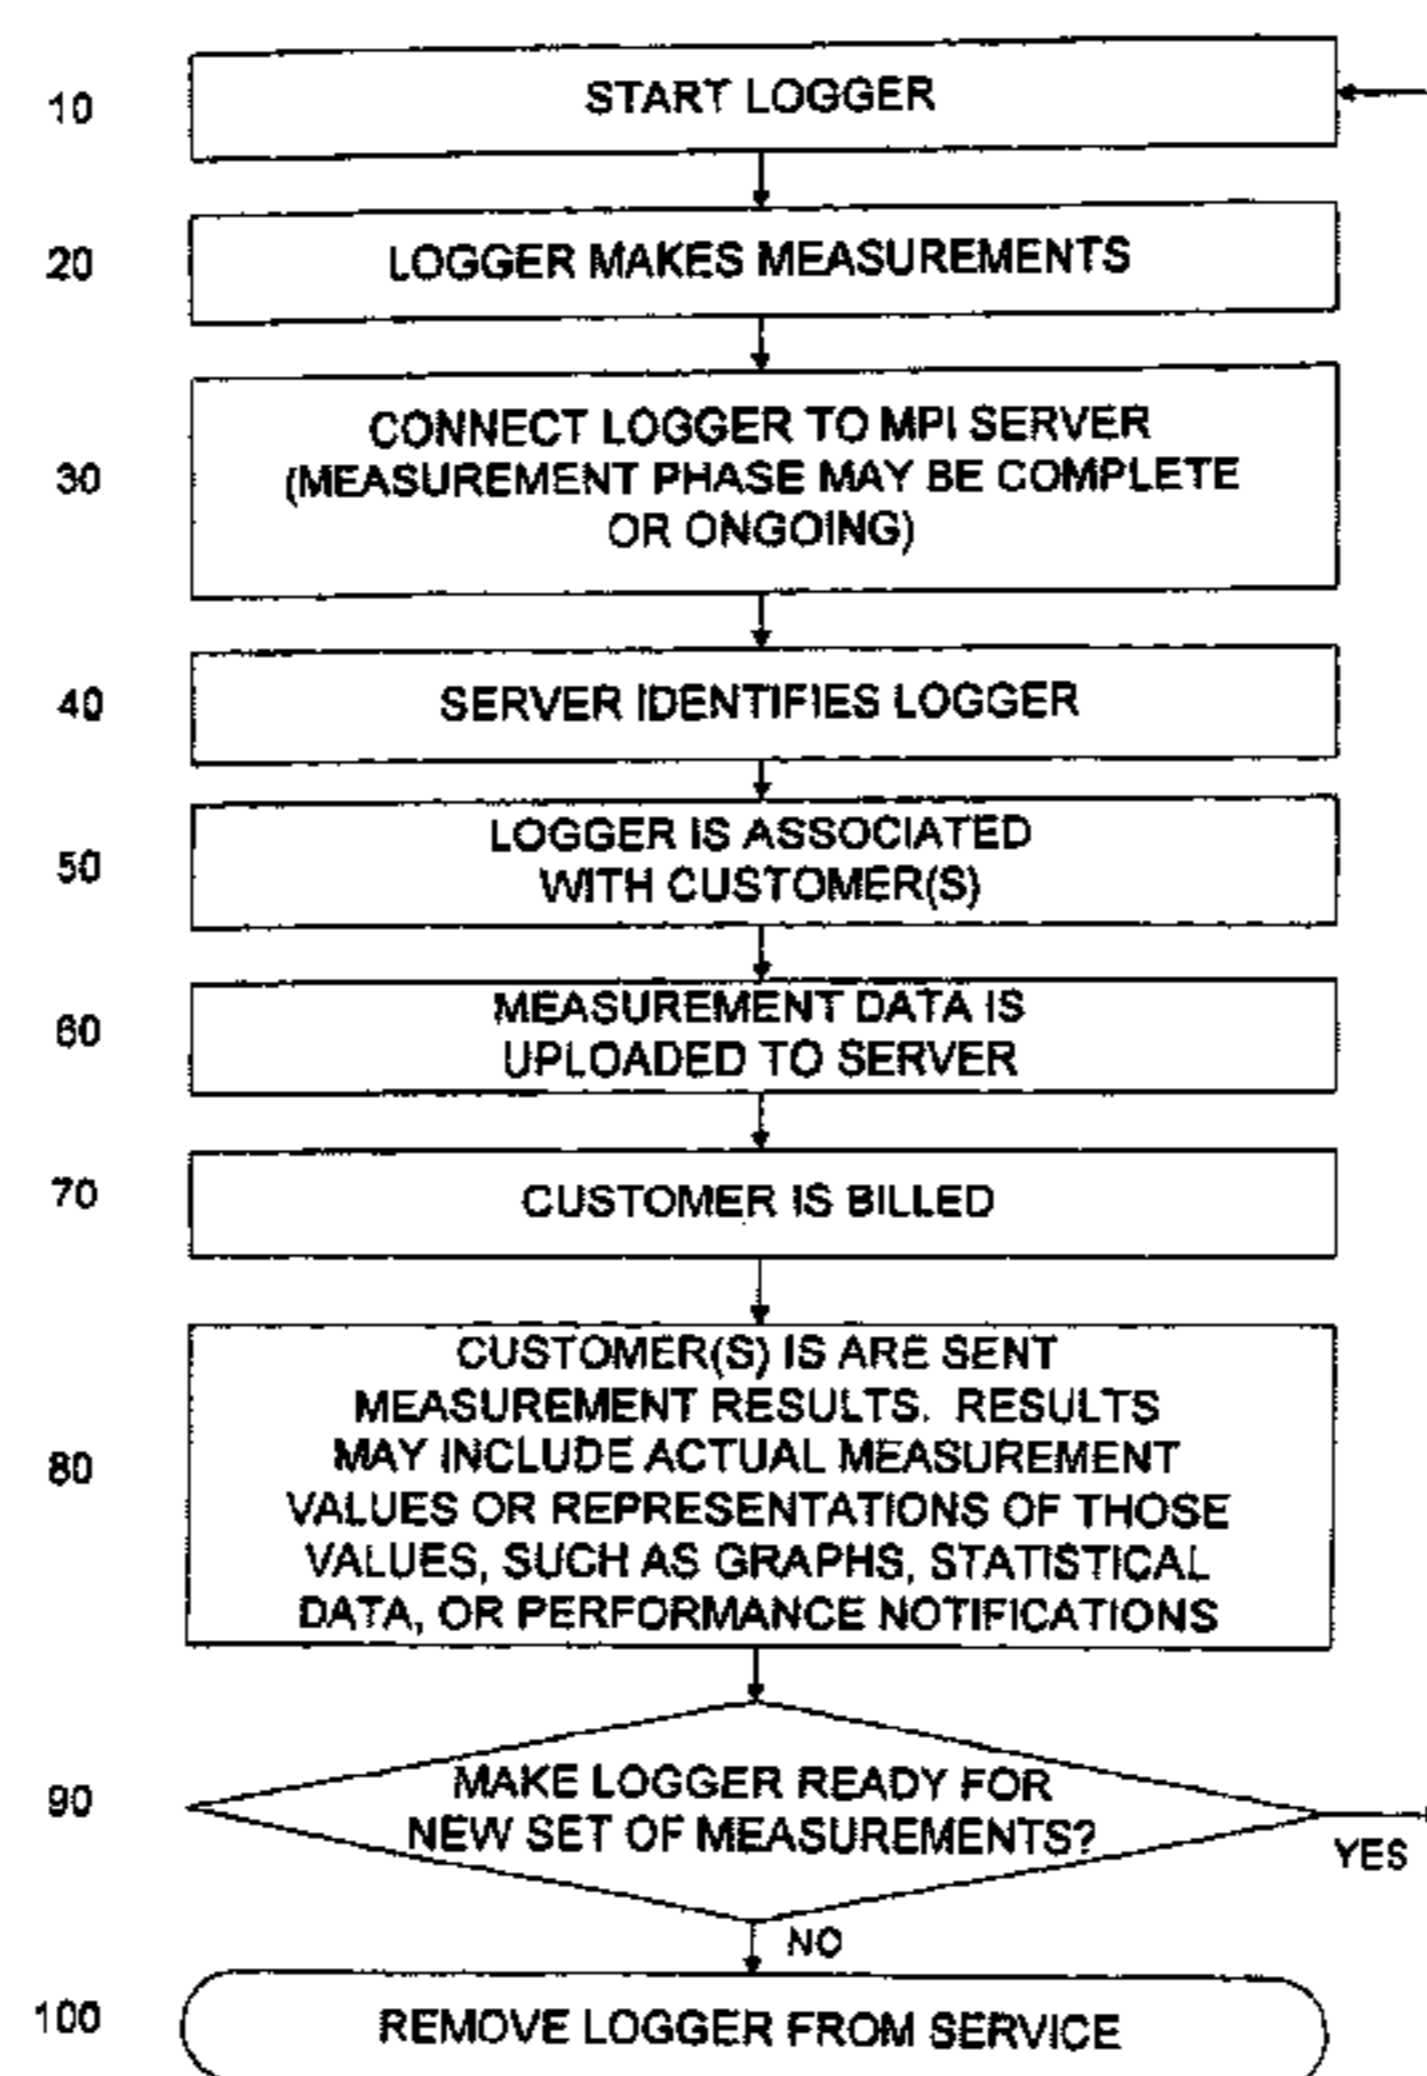 10
START LOGGER
20
LOGGER MAKES MEASUREMENTS
30
CONNECT LOGGER TO MPI SERVER
(MEASUREMENT PHASE MAY BE COMPLETE
OR ONGOING)
40
SERVER IDENTIFIES LOGGER
50
LOGGER IS ASSOCIATED
WITH CUSTOMER(S)
60
MEASUREMENT DATA IS
UPLOADED TO SERVER
70
CUSTOMER IS BILLED
80
CUSTOMER(S) IS ARE SENT
MEASUREMENT RESULTS. RESULTS
MAY INCLUDE ACTUAL MEASUREMENT
VALUES OR REPRESENTATIONS OF THOSE
VALUES, SUCH AS GRAPHS, STATISTICAL
DATA, OR PERFORMANCE NOTIFICATIONS
90
MAKE LOGGER READY FOR
NEW SET OF MEASUREMENTS?
YES
NO
100
REMOVE LOGGER FROM SERVICE